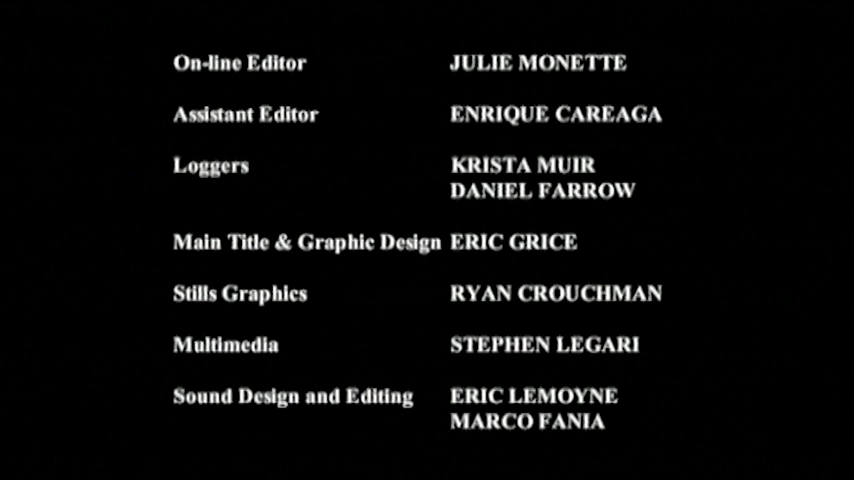 On-line Editor JULIE MONETTE
Assistant Editor ENRIQUE CAREAGA
Loggers KRISTA MUIR
DANIEL FARROW
Main Title & Graphic Design ERIC GRICE
Stills Graphics RYAN CROUCHMAN
Multimedia STEPHEN LEGARI
Sound Design and Editing ERIC LEMOYNE
MARCO FANIA